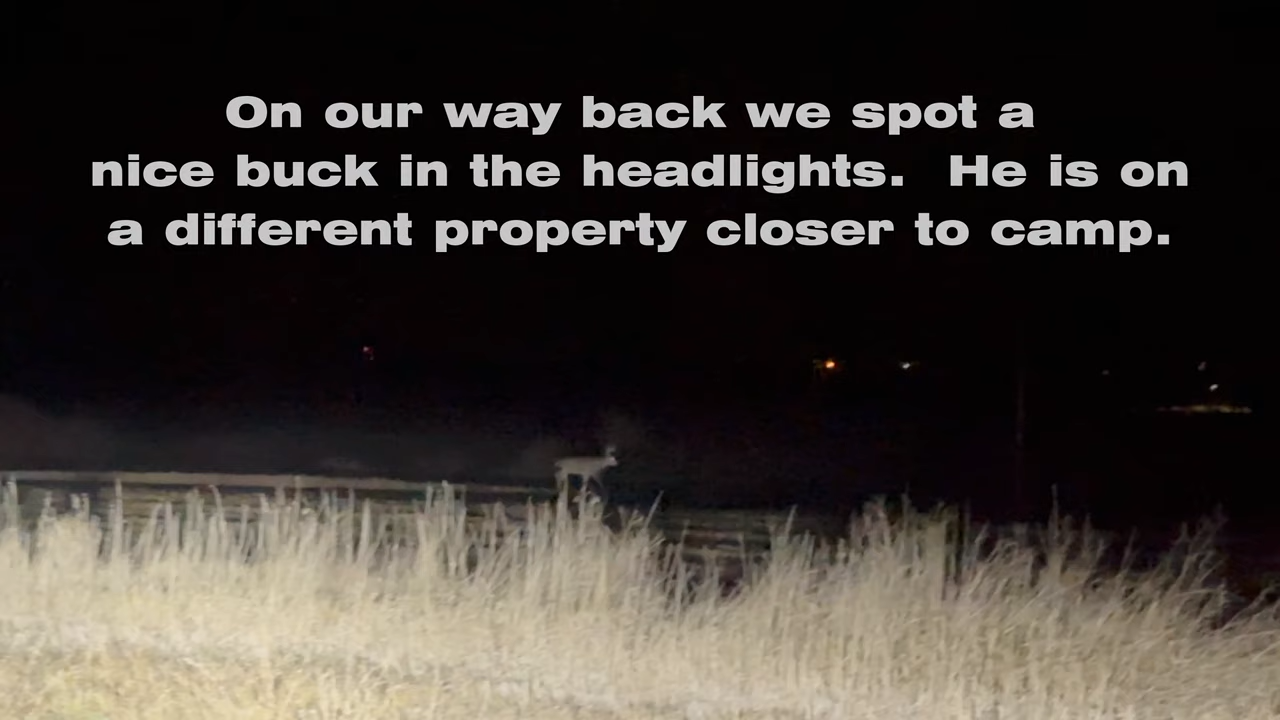 On our way back we spot a
nice buck in the headlights.  He is on
a different property closer to camp.